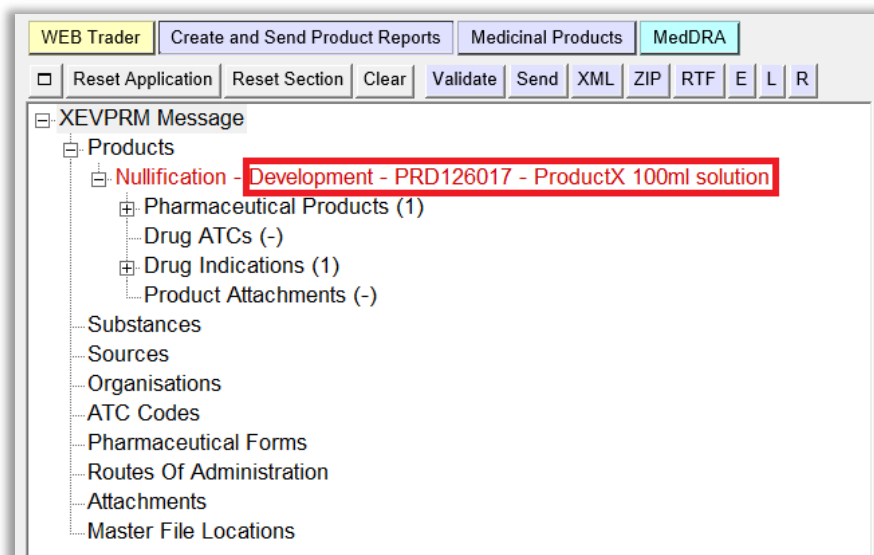 WEB Trader Create and Send Product Reports Medicinal Products MedDRA
Reset Application Reset Section Clear Validate Send XML ZIP RTF E L R
XEVPRM Message
Products
Nullification - Development - PRD126017 - ProductX 100ml solution
Pharmaceutical Products (1)
Drug ATCs (-)
Drug Indications (1)
Product Attachments (-)
Substances
Sources
Organisations
ATC Codes
Pharmaceutical Forms
Routes Of Administration
Attachments
Master File Locations